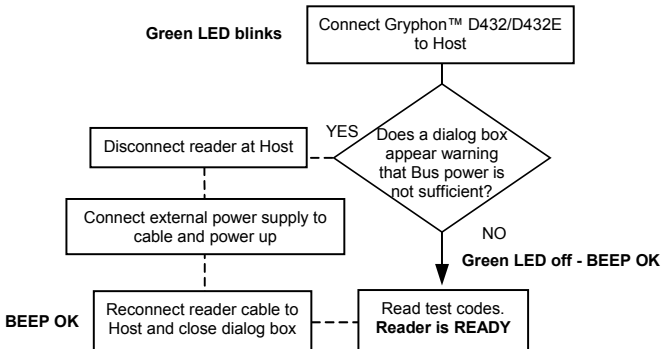 Green LED blinks
Connect Gryphon™ D432/D432E
to Host
YES
Does a dialog box
appear warning
that Bus power is
not sufficient?
Disconnect reader at Host
Connect external power supply to
cable and power up
NO
Green LED off - BEEP OK
BEEP OK
Reconnect reader cable to
Host and close dialog box
Read test codes.
Reader is READY